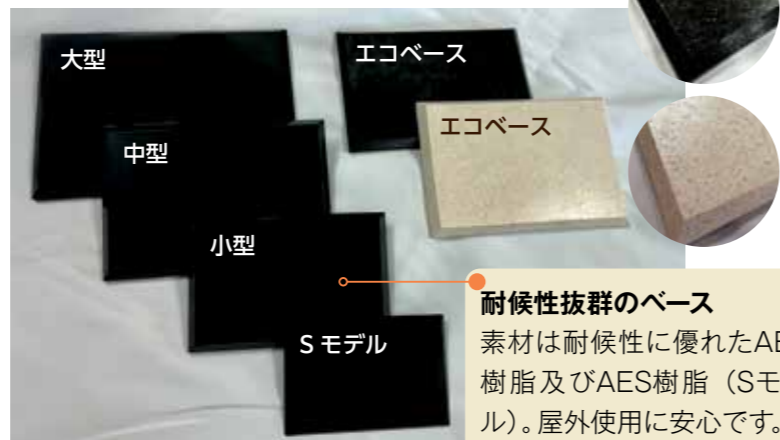 大型
エコベース
エコベース
中型
小型
S モデル
耐候性抜群のベース
素材は耐候性に優れたAE
樹脂及びAES樹脂（Sモ
ル）。屋外使用に安心です。